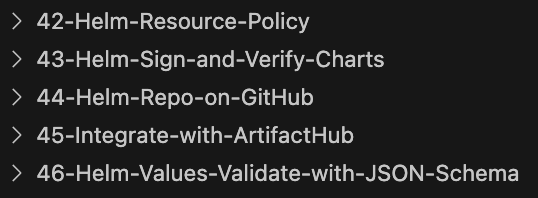 42-Helm-Resource-Policy
43-Helm-Sign-and-Verify-Charts
44-Helm-Repo-on-GitHub
45-Integrate-with-ArtifactHub
46-Helm-Values-Validate-with-JSON-Schema